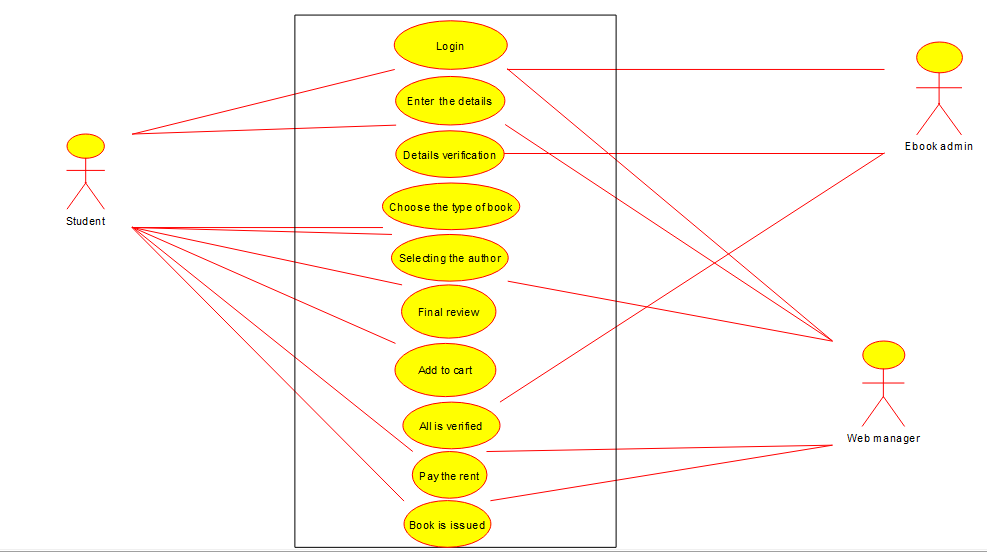 Login
Enter the details
Details verification
Choose the type of book
Selecting the author
Final review
Add to cart
All is verified
Pay the rent
Book is issued
Student
Ebook admin
Web manager